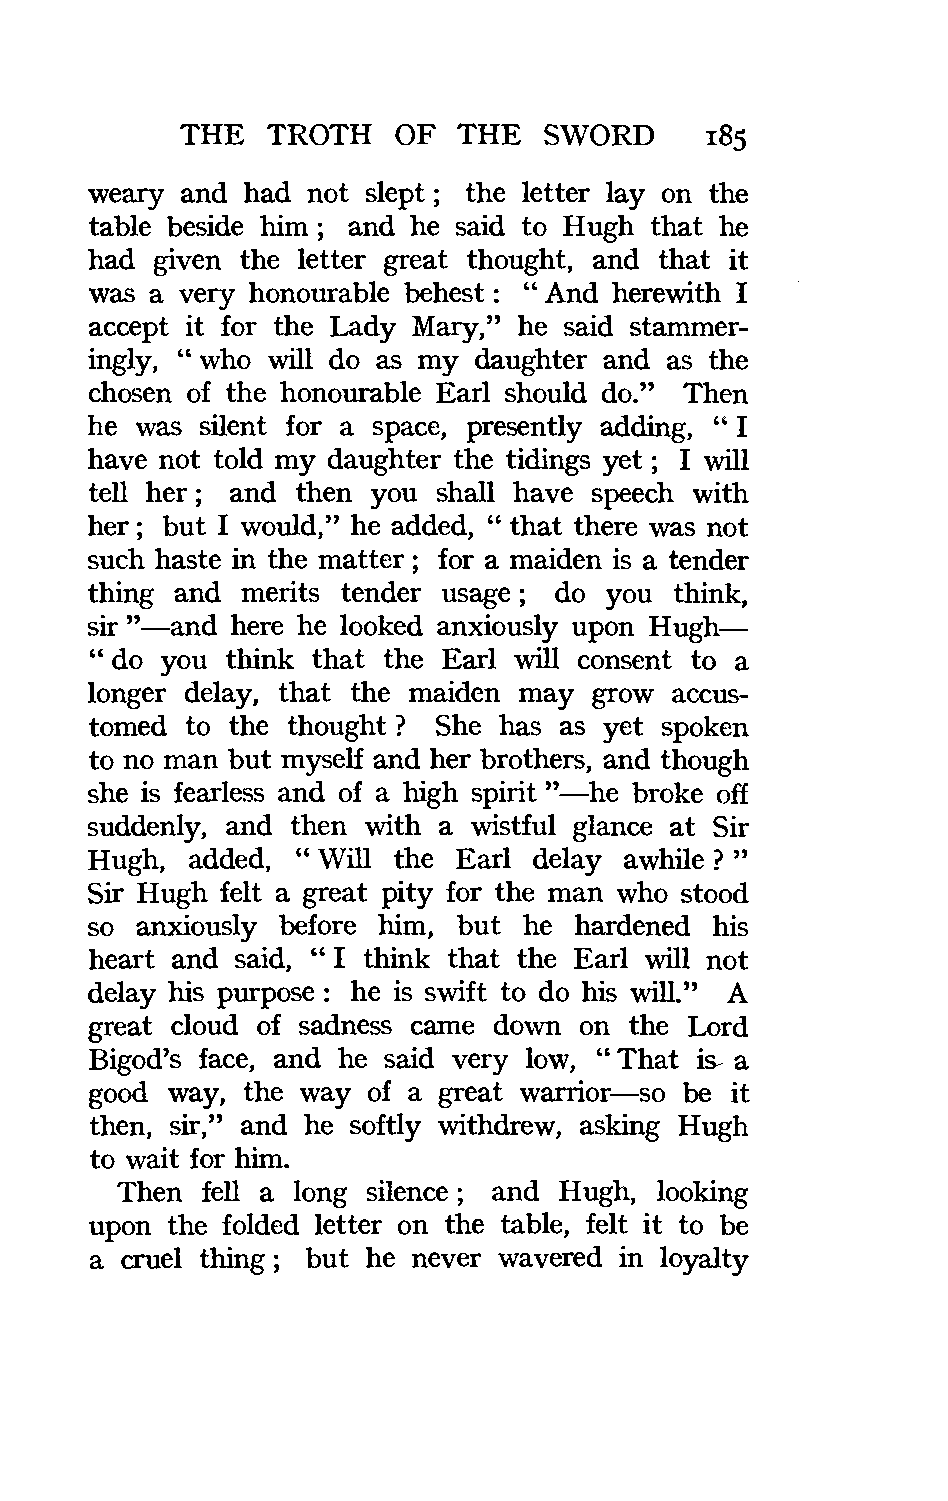 THE TROTH OF THE SWORD 185
weary and had not slept ; the letter lay on the
table beside him ; and he said to Hugh that he
had given the letter great thought, and that it
was a very honourable behest : “ And herewith I
accept it for the Lady Mary,” he said stammer-
ingly, “ who will do as my daughter and as the
chosen of the honourable Earl should do.” Then
he was silent for a space, presently adding, “ I
have not told my daughter the tidings yet ; I will
tell her ; and then you shall have speech with
her ; but I would,” he added, “ that there was not
such haste in the matter ; for a maiden is a tender
thing and merits tender usage ; do you think,
sir ”—and here he looked anxiously upon Hugh—
“ do you think that the Earl will consent to a
longer delay, that the maiden may grow accus-
tomed to the thought ? She has as yet spoken
to no man but myself and her brothers, and though
she is fearless and of a high spirit ”—he broke off
suddenly, and then with a wistful glance at Sir
Hugh, added, “ Will the Earl delay awhile ? ”
Sir Hugh felt a great pity for the man who stood
so anxiously before him, but he hardened his
heart and said, “ I think that the Earl will not
delay his purpose : he is swift to do his will.” A
great cloud of sadness came down on the Lord
Bigod’s face, and he said very low, “ That is a
good way, the way of a great warrior—so be it
then, sir,” and he softly withdrew, asking Hugh
to wait for him.
Then fell a long silence ; and Hugh, looking
upon the folded letter on the table, felt it to be
a cruel thing ; but he never wavered in loyalty